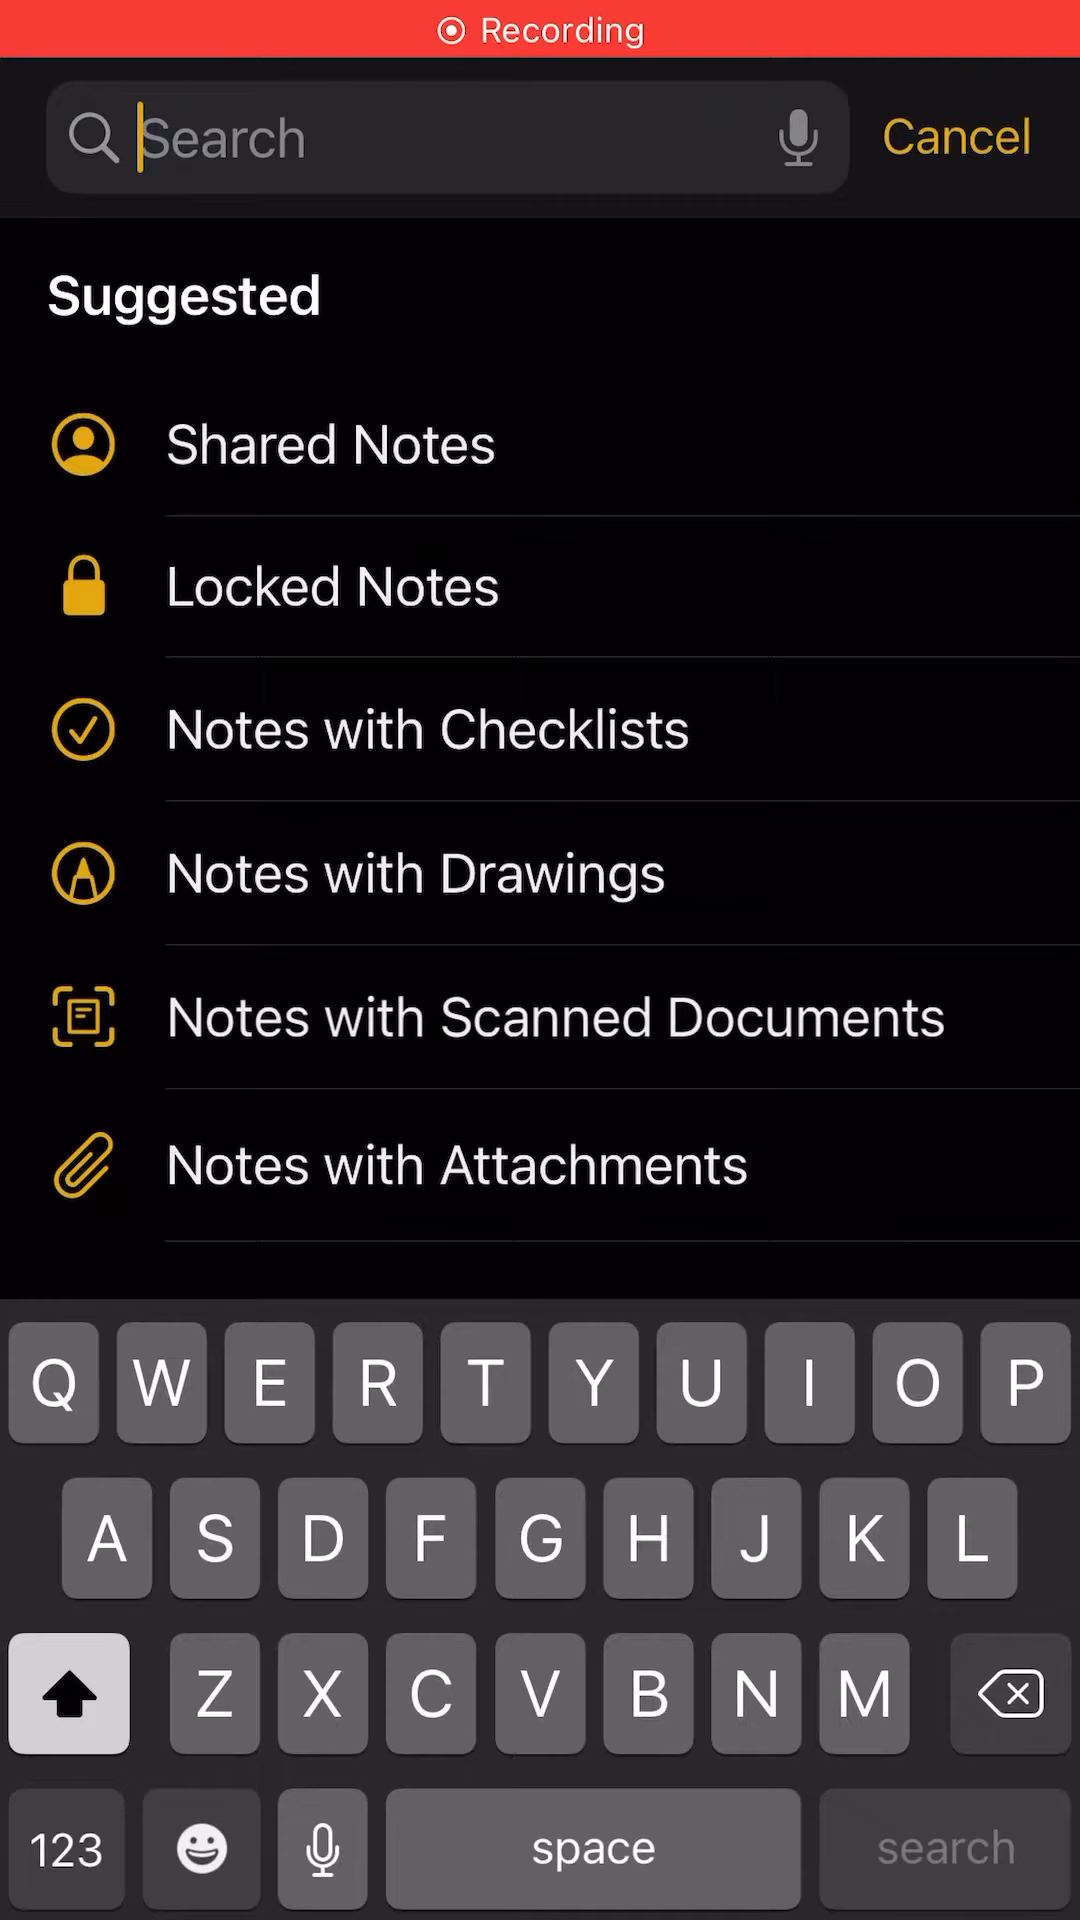 Recording
Search
Cancel
Suggested
Shared Notes
Locked Notes
Notes with Checklists
Notes with Drawings
Notes with Scanned Documents
Notes with Attachments
Q W E R T Y U I O P
A S D F G H J K L
Z X C V B N M
123 space search